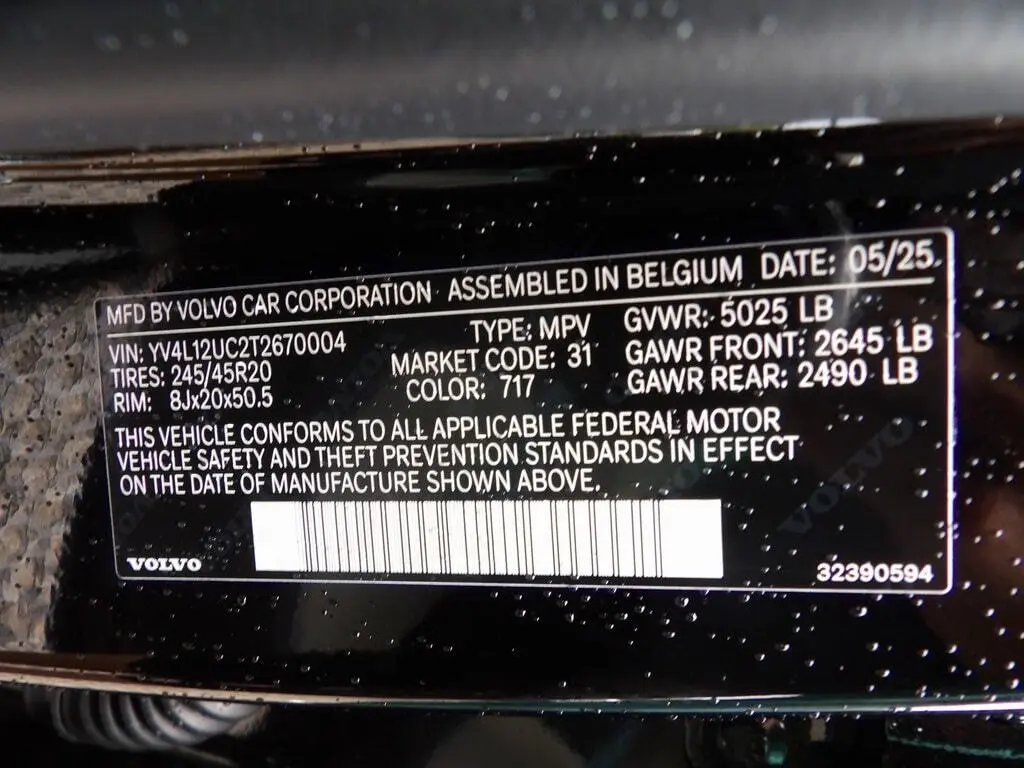 MFD BY VOLVO CAR CORPORATION ASSEMBLED IN BELGIUM DATE: 05/25
VIN: YV4L12UC2T2670004 TYPE: MPV GVWR: 5025 LB
TIRES: 245/45R20 MARKET CODE: 31 GAWR FRONT: 2645 LB
RIM: 8Jx20x50.5 COLOR: 717 GAWR REAR: 2490 LB
THIS VEHICLE CONFORMS TO ALL APPLICABLE FEDERAL MOTOR
VEHICLE SAFETY AND THEFT PREVENTION STANDARDS IN EFFECT
ON THE DATE OF MANUFACTURE SHOWN ABOVE.
VOLVO
VOLVO 32390594